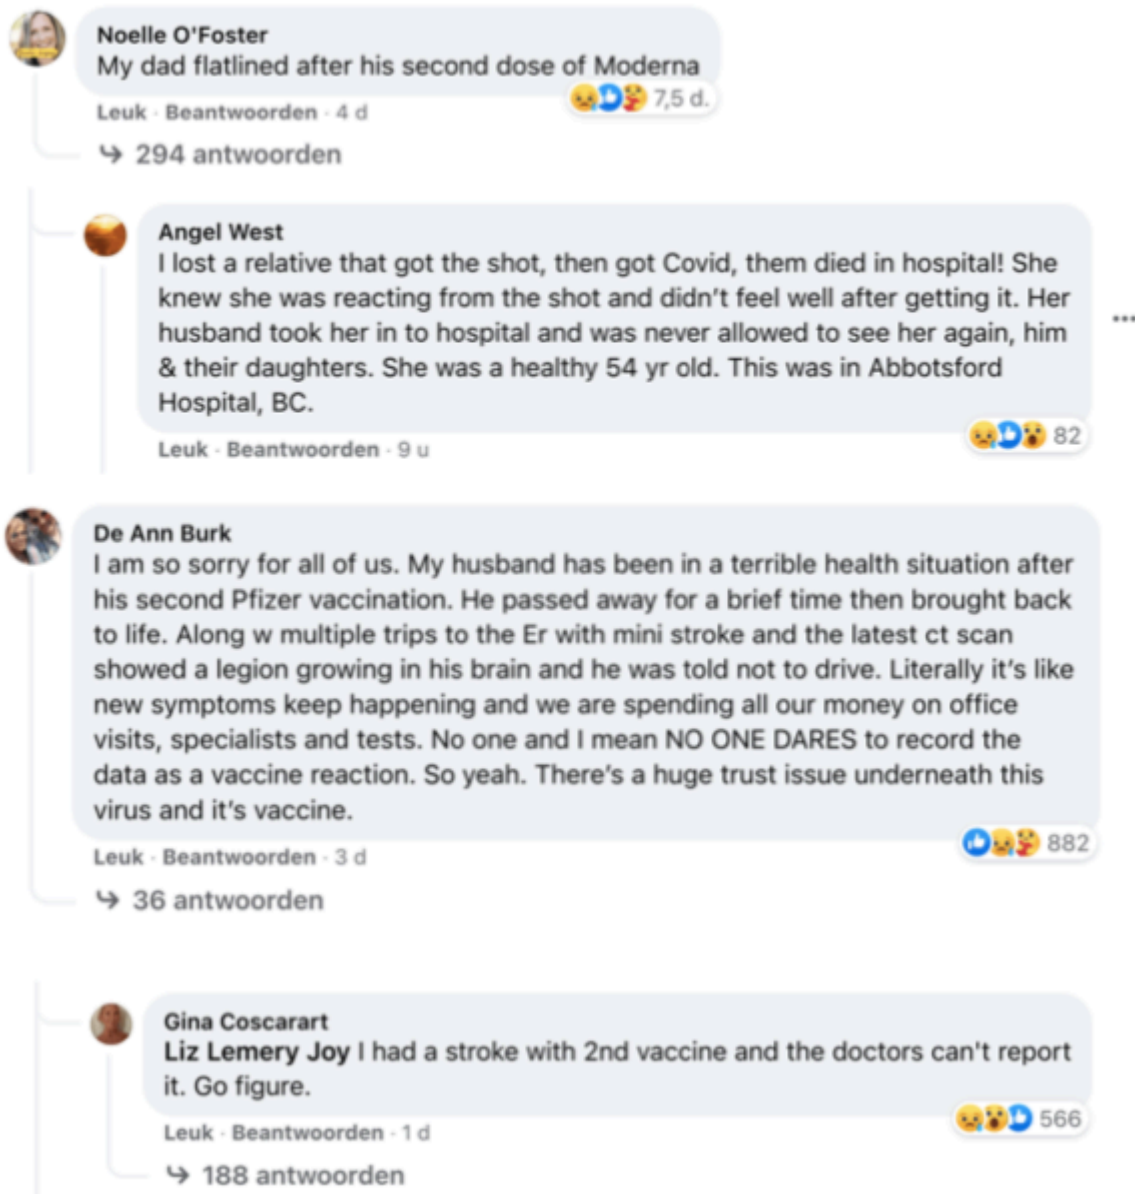 Noelle O'Foster
My dad flatlined after his second dose of Moderna
7,5 d.
Leuk · Beantwoorden · 4 d
294 antwoorden
Angel West
I lost a relative that got the shot, then got Covid, them died in hospital! She
knew she was reacting from the shot and didn't feel well after getting it. Her
husband took her in to hospital and was never allowed to see her again, him
& their daughters. She was a healthy 54 yr old. This was in Abbotsford
Hospital, BC.
82
Leuk · Beantwoorden · 9 u
De Ann Burk
I am so sorry for all of us. My husband has been in a terrible health situation after
his second Pfizer vaccination. He passed away for a brief time then brought back
to life. Along w multiple trips to the Er with mini stroke and the latest ct scan
showed a legion growing in his brain and he was told not to drive. Literally it's like
new symptoms keep happening and we are spending all our money on office
visits, specialists and tests. No one and I mean NO ONE DARES to record the
data as a vaccine reaction. So yeah. There's a huge trust issue underneath this
virus and it's vaccine.
882
Leuk · Beantwoorden · 3 d
36 antwoorden
Gina Coscarart
Liz Lemery Joy I had a stroke with 2nd vaccine and the doctors can't report
it. Go figure.
566
Leuk · Beantwoorden · 1 d
188 antwoorden